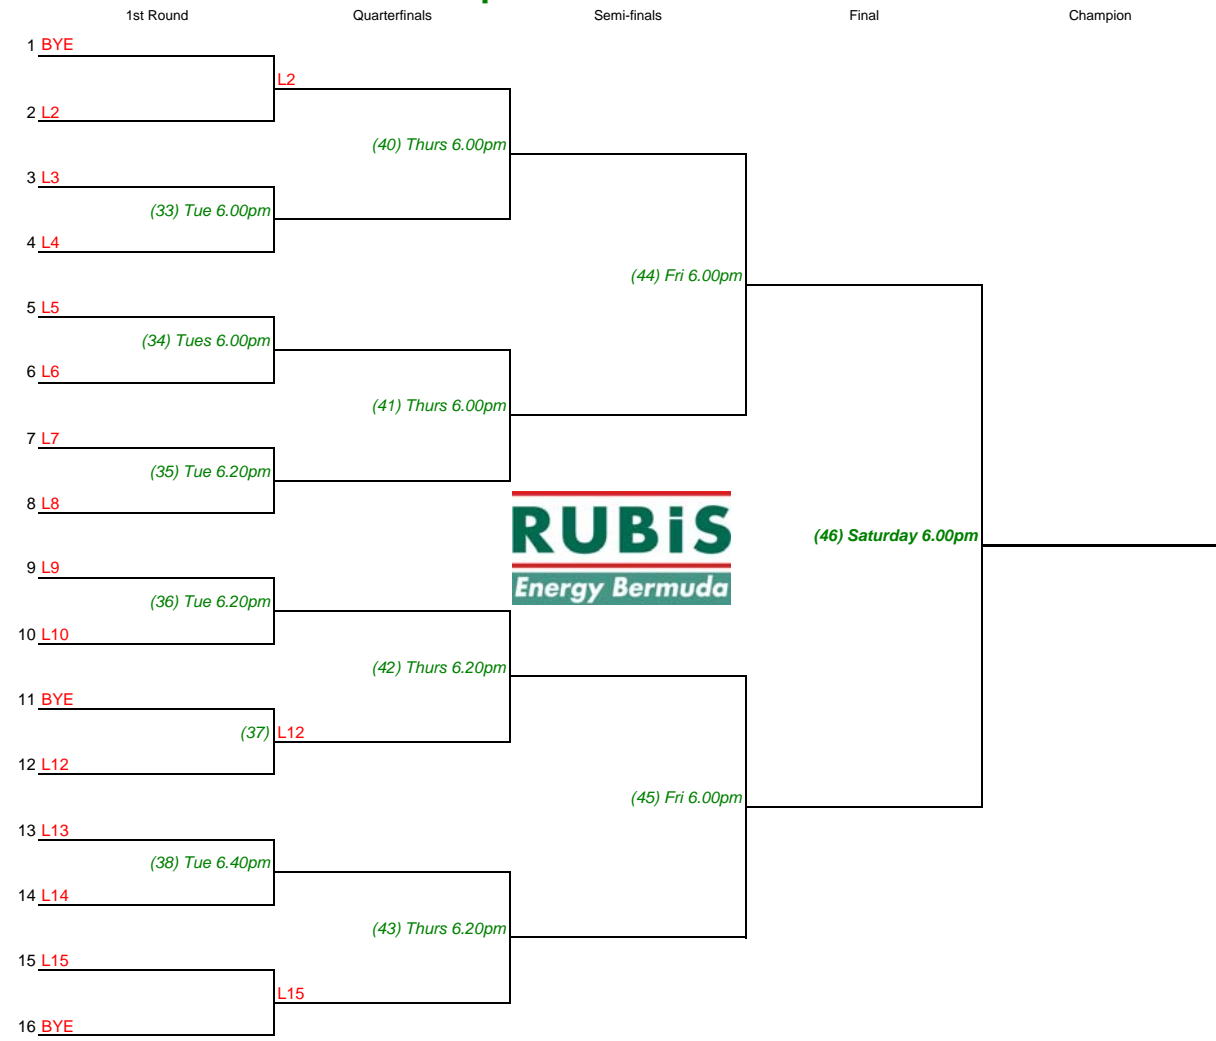 1st Round Quarterfinals Semi-finals Final Champion
1 BYE
L2
2 L2
(40) Thurs 6.00pm
3 L3
(33) Tue 6.00pm
4 L4
(44) Fri 6.00pm
5 L5
(34) Tues 6.00pm
6 L6
(41) Thurs 6.00pm
7 L7
(35) Tue 6.20pm
8 L8
RUBiS
(46) Saturday 6.00pm
9 L9
Energy Bermuda
(36) Tue 6.20pm
10 L10
(42) Thurs 6.20pm
11 BYE
(37) L12
12 L12
(45) Fri 6.00pm
13 L13
(38) Tue 6.40pm
14 L14
(43) Thurs 6.20pm
15 L15
L15
16 BYE